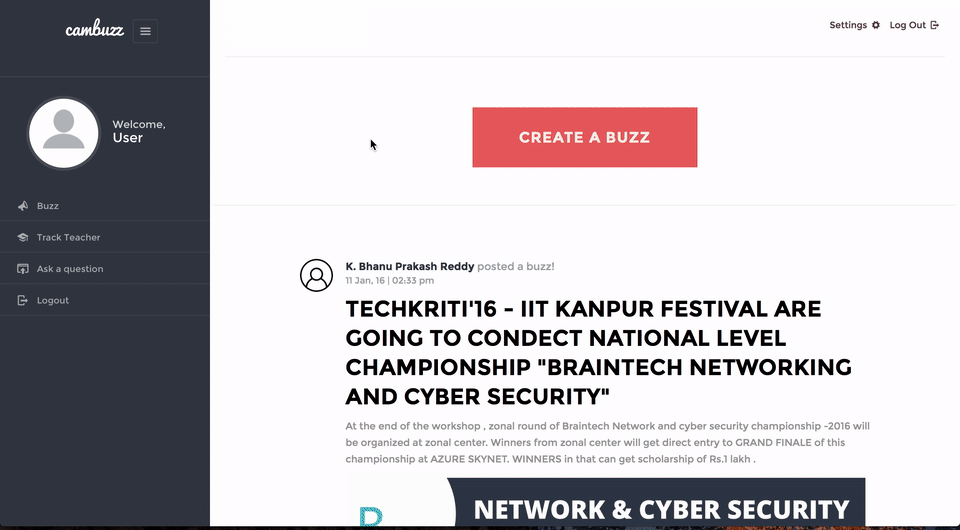 cambuzz
Settings
Log Out
Welcome,
User
Buzz
Track Teacher
Ask a question
Logout
CREATE A BUZZ
K. Bhanu Prakash Reddy posted a buzz!
11 Jan, 16 | 02:33 pm
TECHKRITI'16 - IIT KANPUR FESTIVAL ARE
GOING TO CONDECT NATIONAL LEVEL
CHAMPIONSHIP "BRAINTECH NETWORKING
AND CYBER SECURITY"
At the end of the workshop , zonal round of Braintech Network and cyber security championship -2016 will
be organized at zonal center. Winners from zonal center will get direct entry to GRAND FINALE of this
championship at AZURE SKYNET. WINNERS in that can get scholarship of Rs.1 lakh .
NETWORK & CYBER SECURITY